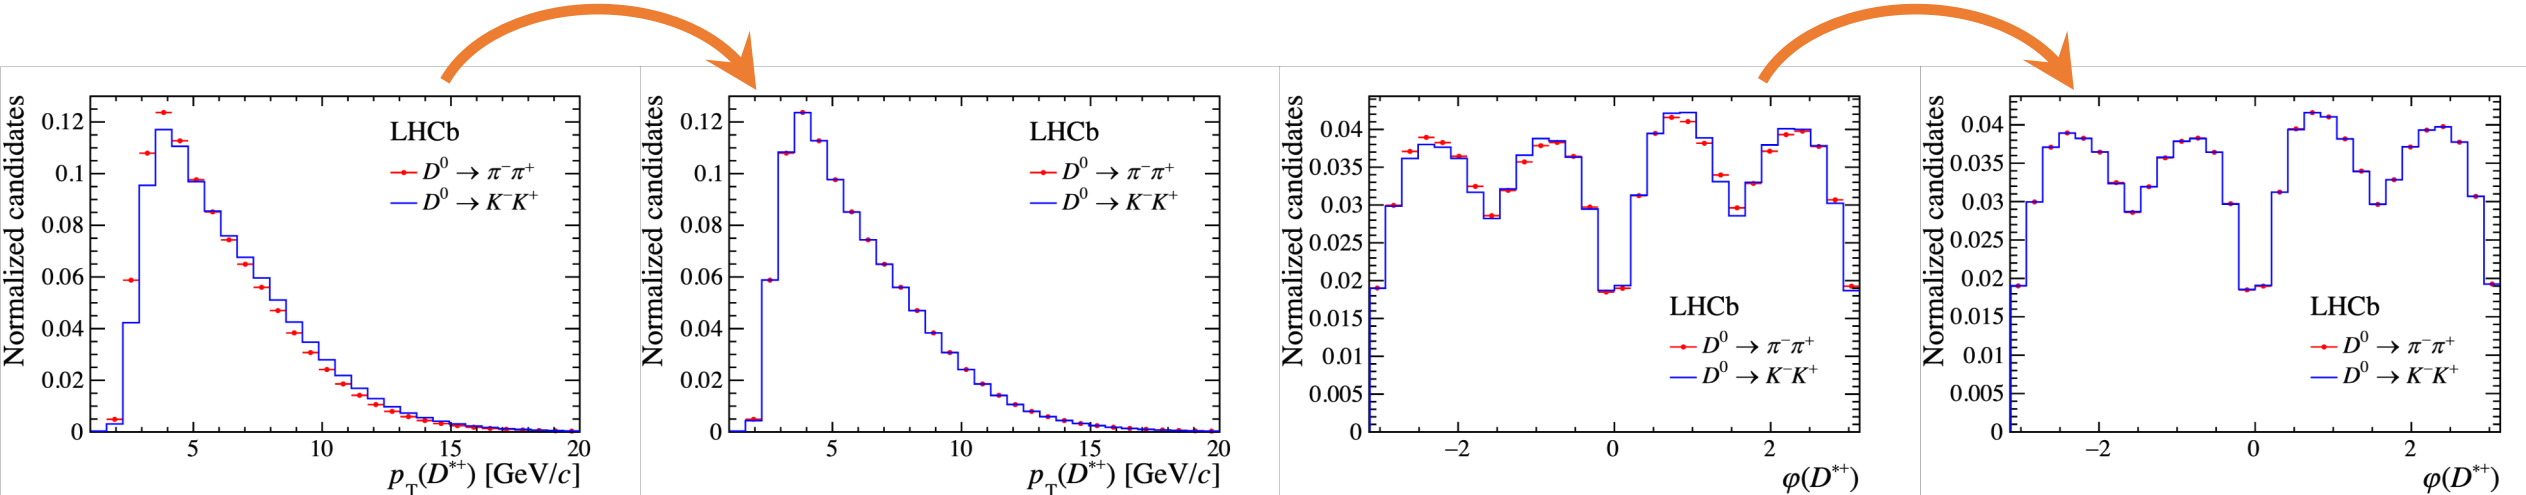 Normalized candidates
0.12
0.1
0.08
0.06
0.04
0.02
0
LHCb
D⁰ → π⁻π⁺
D⁰ → K⁻K⁺
5 10 15 20
p_T(D*⁺) [GeV/c]
Normalized candidates
0.12
0.1
0.08
0.06
0.04
0.02
0
LHCb
D⁰ → π⁻π⁺
D⁰ → K⁻K⁺
5 10 15 20
p_T(D*⁺) [GeV/c]
Normalized candidates
0.04
0.035
0.03
0.025
0.02
0.015
0.01
0.005
0
LHCb
D⁰ → π⁻π⁺
D⁰ → K⁻K⁺
−2 0 2
φ(D*⁺)
Normalized candidates
0.04
0.035
0.03
0.025
0.02
0.015
0.01
0.005
0
LHCb
D⁰ → π⁻π⁺
D⁰ → K⁻K⁺
−2 0 2
φ(D*⁺)